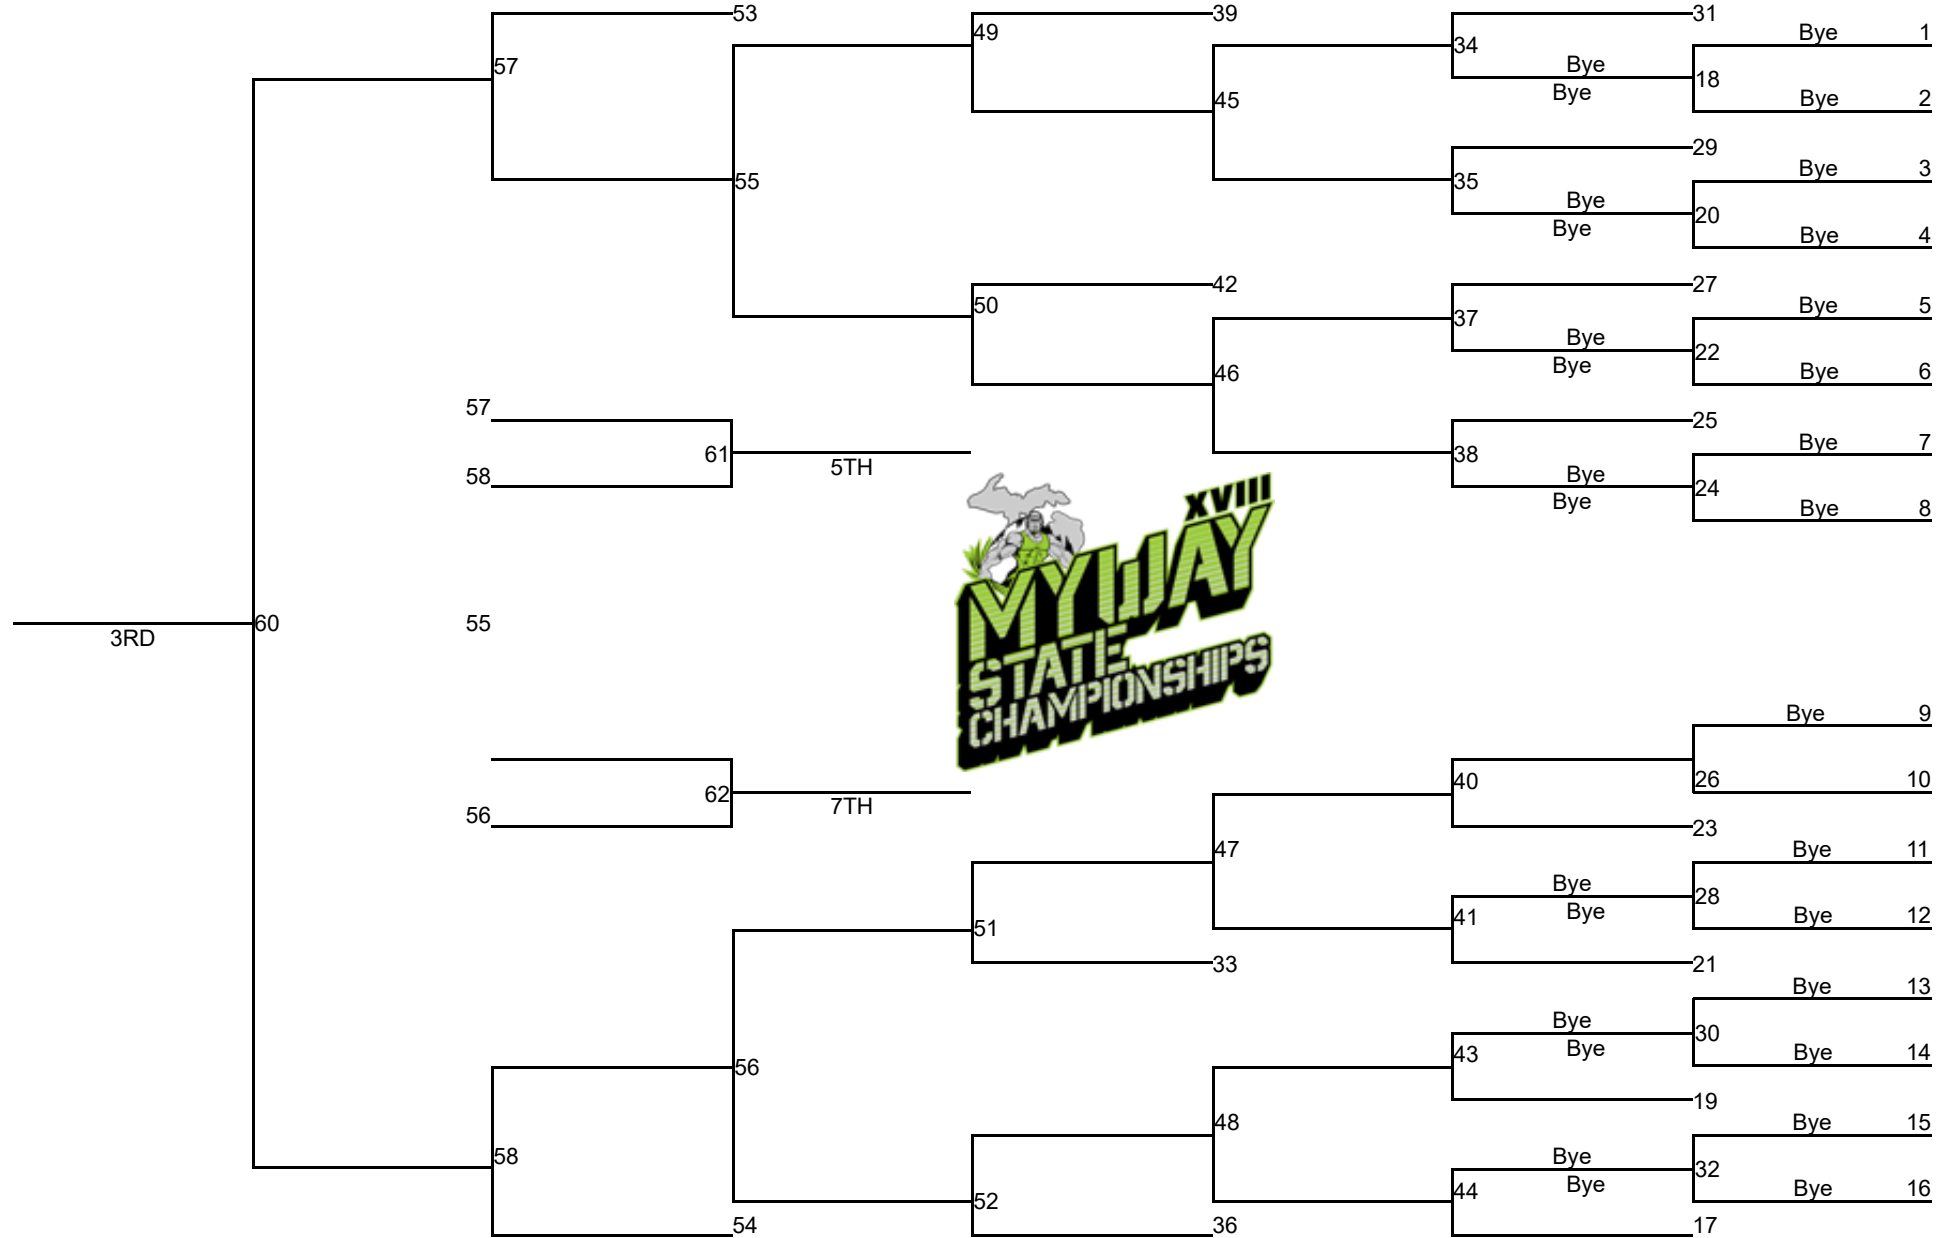 53 39 31
Bye 1
49
34
57 Bye
18
Bye Bye 2
45
29
Bye 3
55 35
Bye 20
Bye Bye 4
42 27
50 Bye 5
37
Bye 22
Bye Bye 6
46
57 25
Bye 7
61 38
5TH
58 Bye 24
Bye Bye 8
XVIII
MYWAY
STATE
CHAMPIONSHIPS
60 55
3RD
Bye 9
40 26 10
62
7TH
56 23
47 Bye 11
Bye 28
Bye
41 Bye 12
51
33 21
Bye 13
Bye 30
43 Bye Bye 14
56
19
48 Bye 15
58 Bye 32
44 Bye Bye 16
52
54 36 17